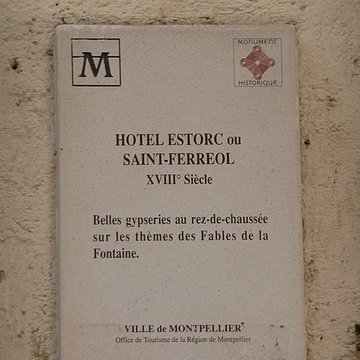 M
MONUMENT
HISTORIQUE
HOTEL ESTORC ou
SAINT-FERREOL
XVIII° Siècle
Belles gypseries au rez-de-chaussée
sur les thèmes des Fables de la
Fontaine.
VILLE de MONTPELLIER
Office de Tourisme de la Région de Montpellier